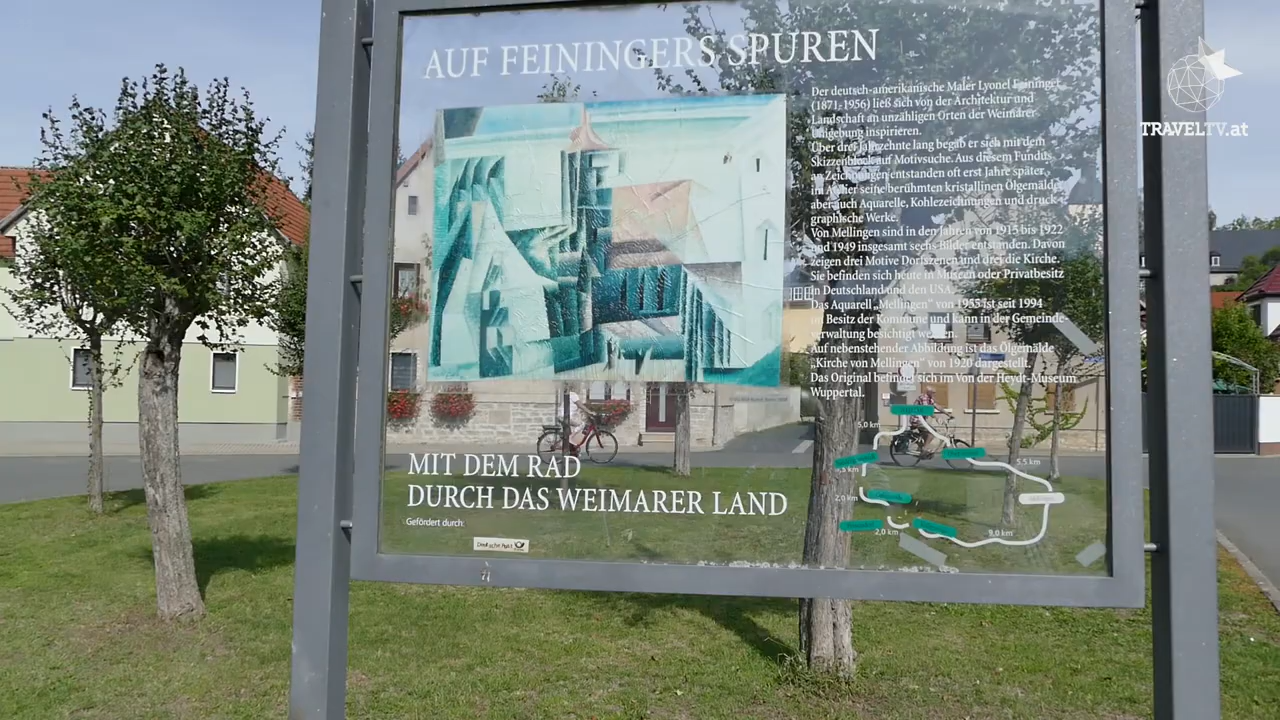 AUF FEININGERS SPUREN
TRAVELTV.at
Der deutsch-amerikanische Maler Lyonel Feininger
(1871-1956) ließ sich von der Architektur und
Landschaft an unzähligen Orten der Weimarer
Umgebung inspirieren.
Über drei Jahrzehnte lang begab er sich mit dem
Skizzenblock auf Motivsuche. Aus diesem Fundus
an Zeichnungen entstanden oft erst Jahre später,
im Atelier seine berühmten kristallinen Ölgemälde,
aber auch Aquarelle, Kohlezeichnungen und druck-
graphische Werke.
Von Mellingen sind in den Jahren von 1915 bis 1922
und 1949 insgesamt sechs Bilder entstanden. Davon
zeigen drei Motive Dorfszenen und drei die Kirche.
Sie befinden sich heute in Museen oder Privatbesitz
in Deutschland und den USA.
Das Aquarell „Mellingen" von 1953 ist seit 1994
im Besitz der Kommune und kann in der Gemeinde-
verwaltung besichtigt werden.
Auf nebenstehender Abbildung ist das Ölgemälde
„Kirche von Mellingen" von 1920 dargestellt.
Das Original befindet sich im Von der Heydt-Museum
Wuppertal.
MIT DEM RAD
DURCH DAS WEIMARER LAND
Gefördert durch:
Deutsche Post
5,0 km
5,5 km
2,0 km
2,0 km
9,0 km